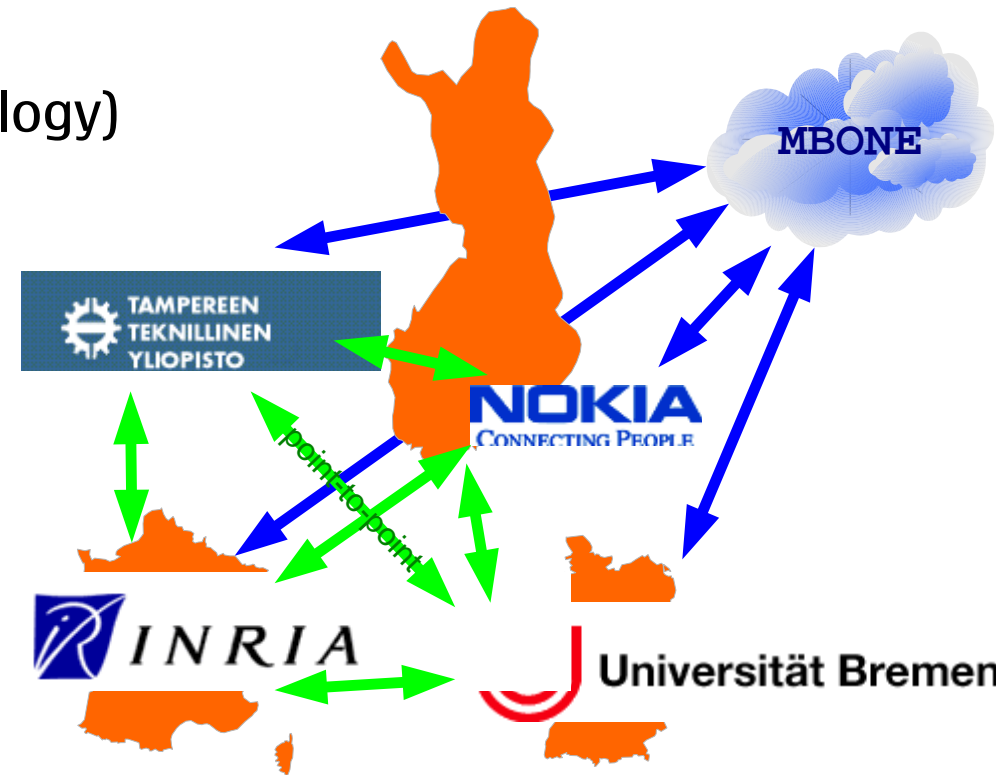 logy)
MBONE
TAMPEREEN
TEKNILLINEN
YLIOPISTO
NOKIA
CONNECTING PEOPLE
point-to-point
INRIA
Universität Bremen